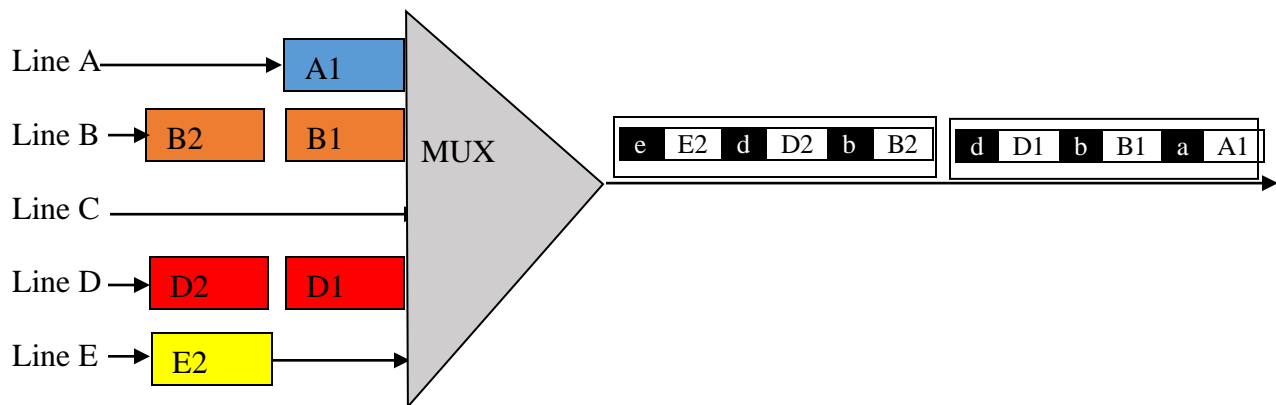 Line A A1
Line B B2 B1
MUX
e E2 d D2 b B2 d D1 b B1 a A1
Line C
Line D D2 D1
Line E E2